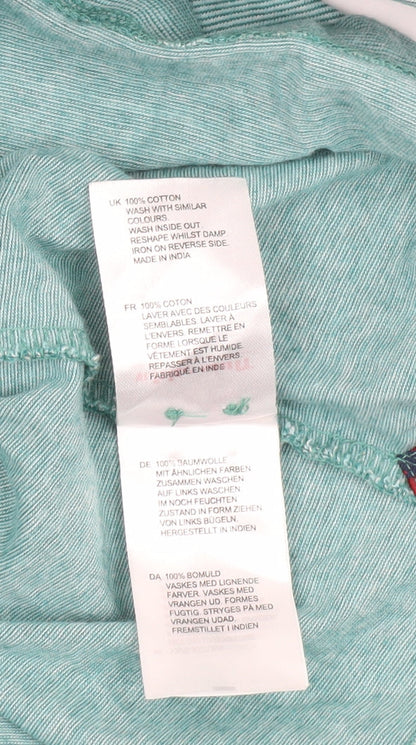 UK 100% COTTON
WASH WITH SIMILAR
COLOURS.
WASH INSIDE OUT.
RESHAPE WHILST DAMP
IRON ON REVERSE SIDE.
MADE IN INDIA
FR 100% COTON
LAVER AVEC DES COULEURS
SEMBLABLES. LAVER À
L'ENVERS. REMETTRE EN
FORME LORSQUE LE
VÊTEMENT EST HUMIDE.
REPASSER À L'ENVERS.
FABRIQUÉ EN INDE
DE 100% BAUMWOLLE
MIT ÄHNLICHEN FARBEN
ZUSAMMEN WASCHEN
AUF LINKS WASCHEN
IM NOCH FEUCHTEN
ZUSTAND IN FORM ZIEHEN
VON LINKS BÜGELN.
HERGESTELLT IN INDIEN
DA 100% BOMULD
VASKES MED LIGNENDE
FARVER. VASKES MED
VRANGEN UD. FORMES
FUGTIG. STRYGES PÅ MED
VRANGEN UDAD.
FREMSTILLET I INDIEN